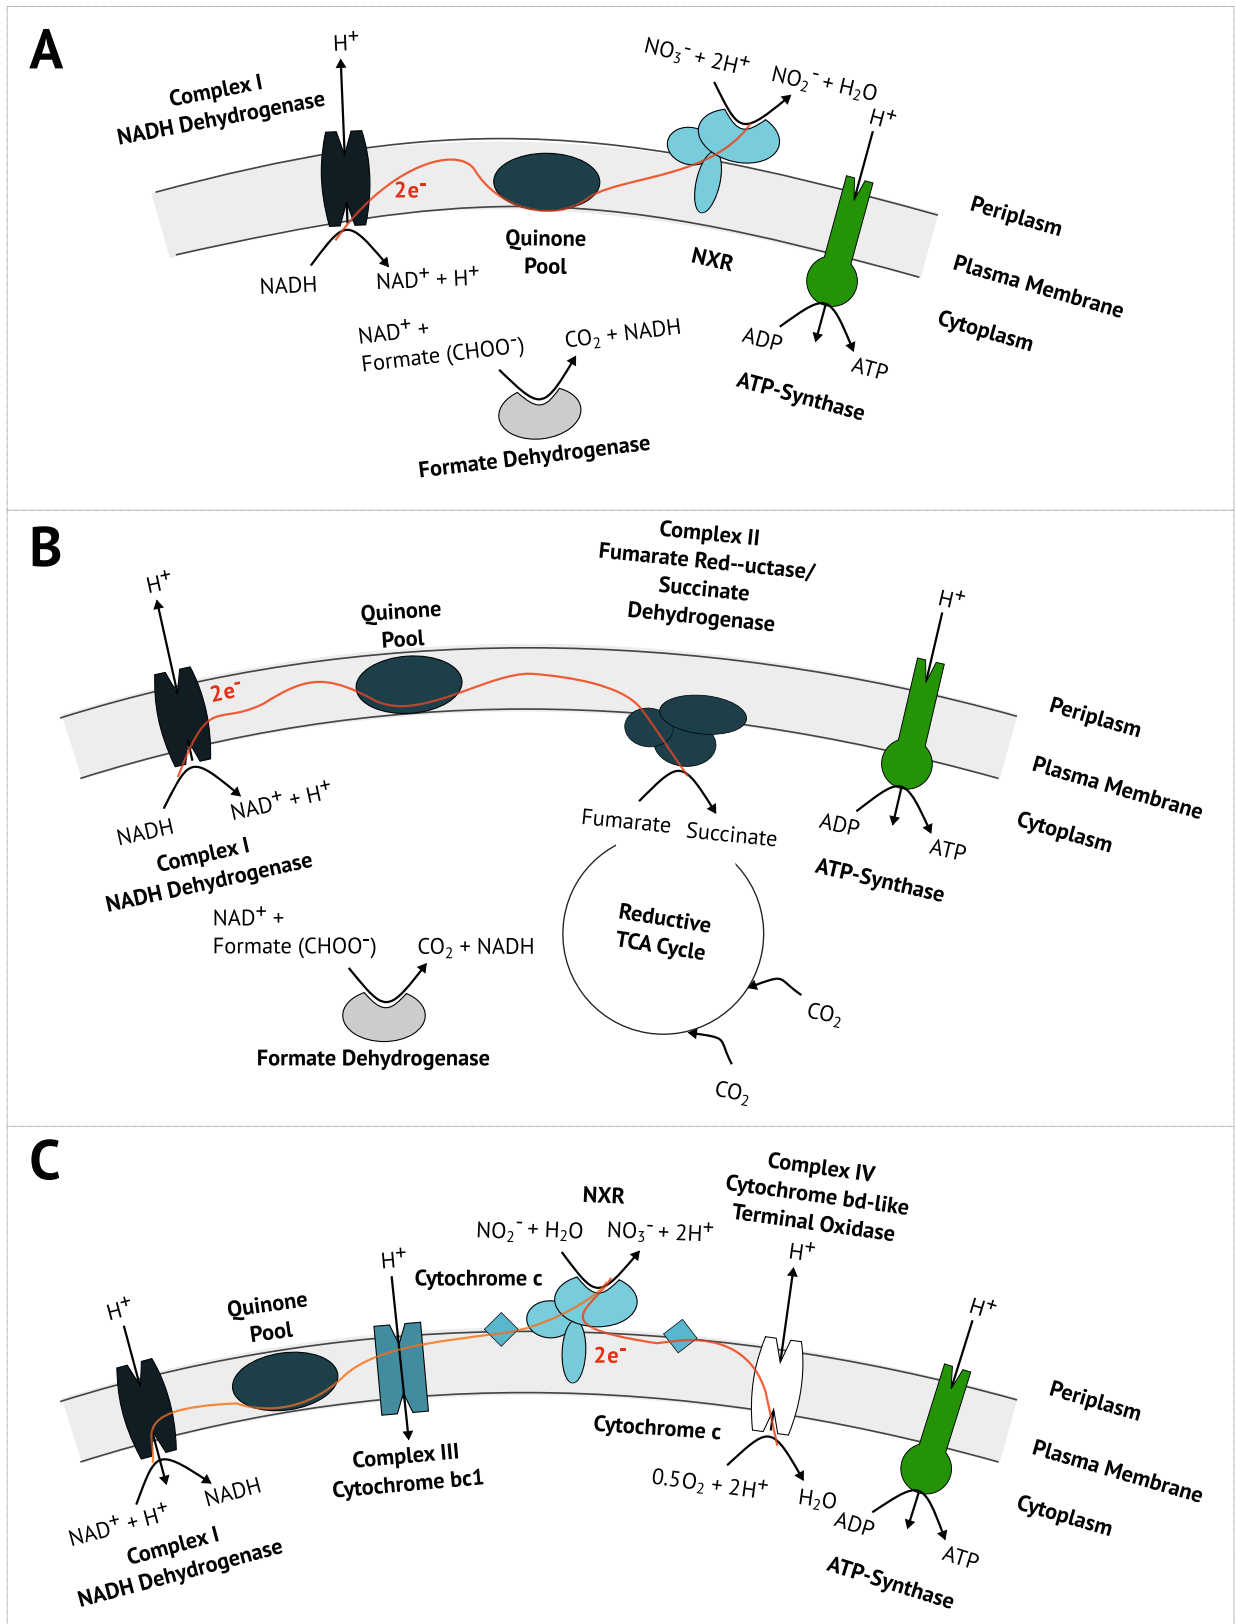 A
H⁺
Complex I
NADH Dehydrogenase
NO₃⁻ + 2H⁺
NO₂⁻ + H₂O
H⁺
2e⁻
Quinone
Pool
NXR
Periplasm
Plasma Membrane
Cytoplasm
NADH
NAD⁺ + H⁺
NAD⁺ +
Formate (CHOO⁻)
CO₂ + NADH
Formate Dehydrogenase
ADP
ATP
ATP-Synthase
B
Complex II
Fumarate Red--uctase/
Succinate
Dehydrogenase
H⁺
Quinone
Pool
H⁺
2e⁻
Periplasm
Plasma Membrane
Cytoplasm
NADH
NAD⁺ + H⁺
Complex I
NADH Dehydrogenase
Fumarate
Succinate
ADP
ATP
ATP-Synthase
NAD⁺ +
Formate (CHOO⁻)
CO₂ + NADH
Formate Dehydrogenase
Reductive
TCA Cycle
CO₂
CO₂
C
Complex IV
Cytochrome bd-like
Terminal Oxidase
NXR
NO₂⁻ + H₂O
NO₃⁻ + 2H⁺
H⁺
H⁺
Cytochrome c
H⁺
Quinone
Pool
H⁺
2e⁻
Periplasm
Plasma Membrane
Cytoplasm
Cytochrome c
Complex III
Cytochrome bc1
0.5O₂ + 2H⁺
H₂O
NAD⁺ + H⁺
NADH
Complex I
NADH Dehydrogenase
ADP
ATP
ATP-Synthase